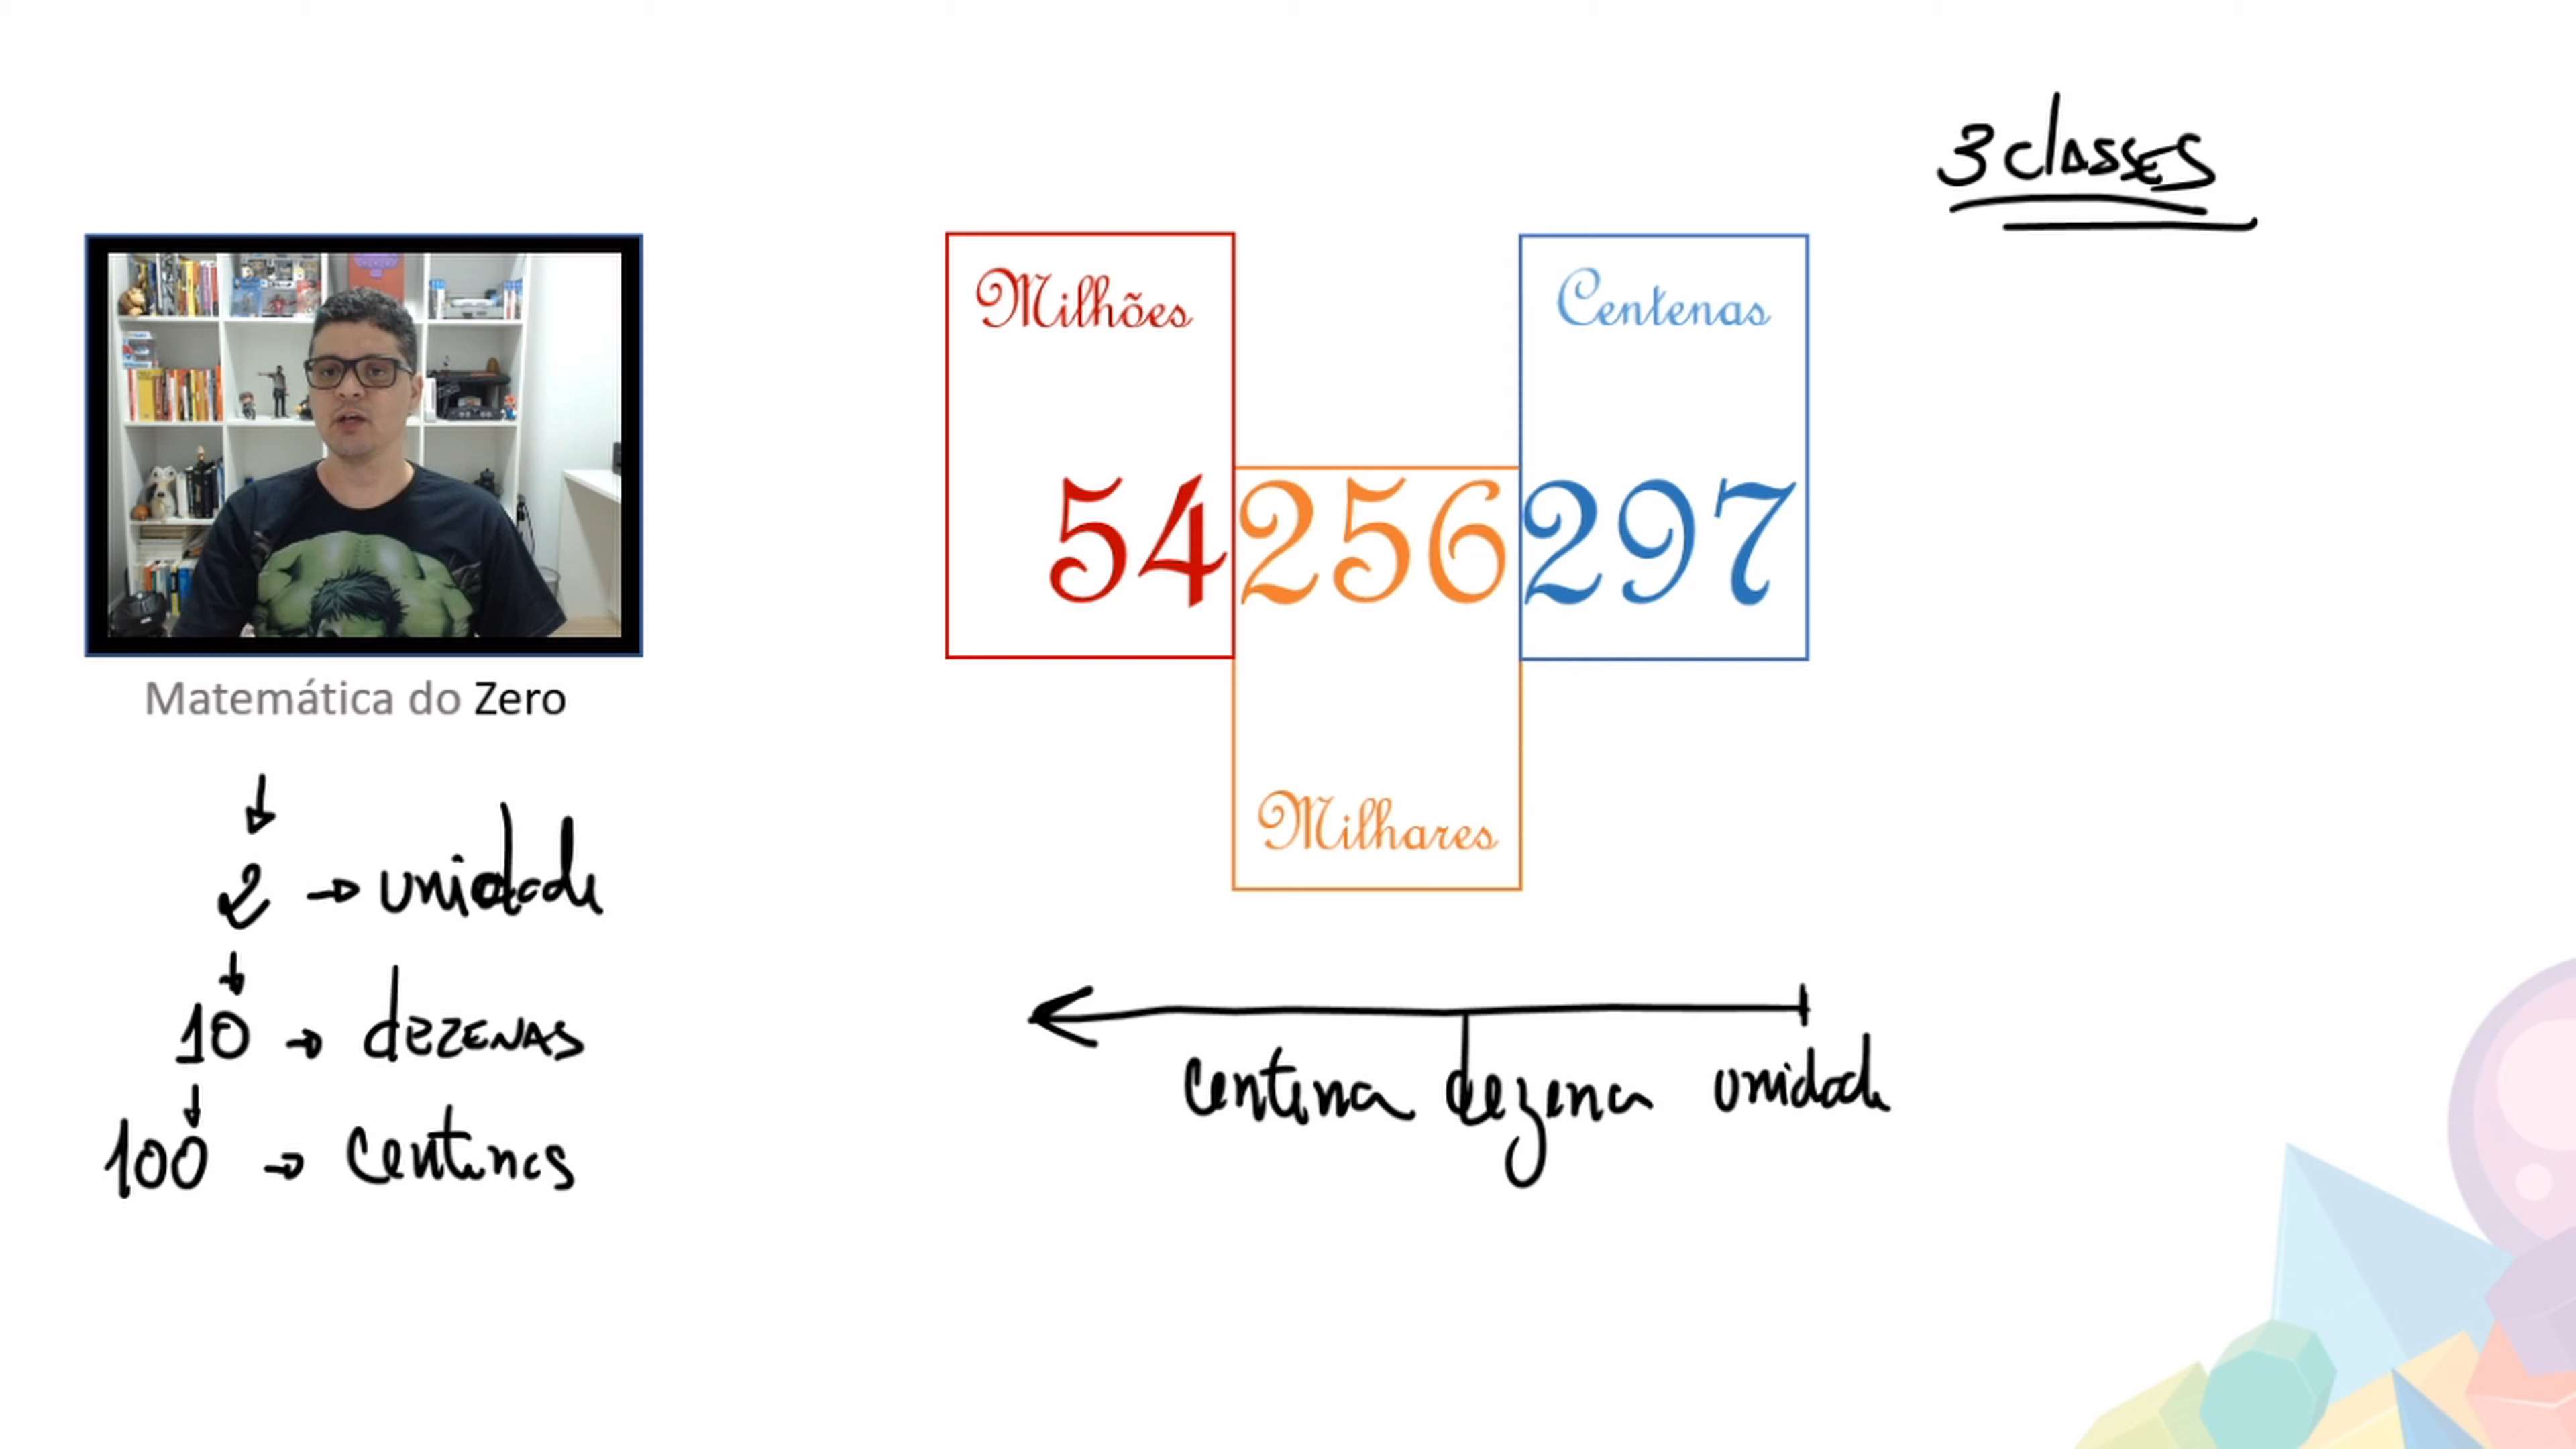 3 classes
Milhões
Centenas
54 256 297
Milhares
Matemática do Zero
2 → unidade
10 → dezenas
100 → centenas
centena dezena unidade